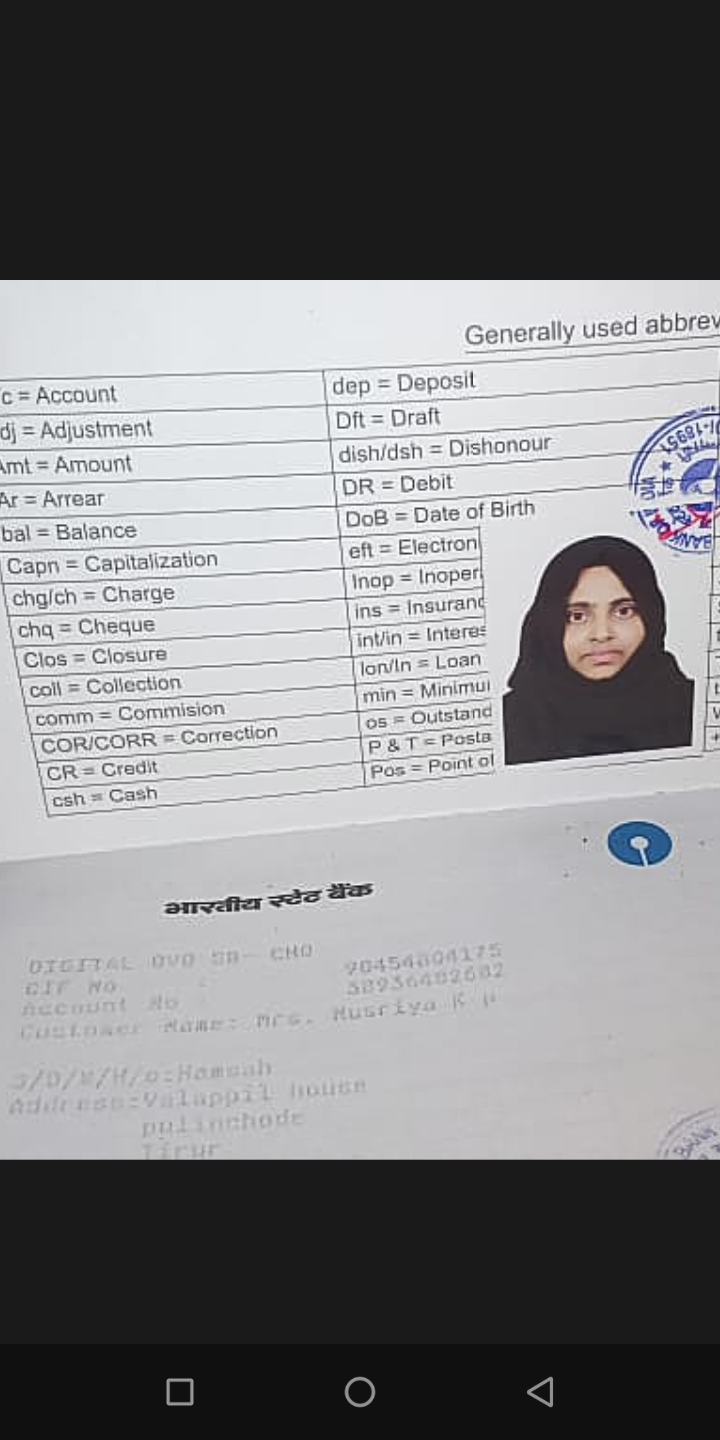 Generally used abbrev
c = Account
dep = Deposit
dj = Adjustment
Dft = Draft
Amt = Amount
dish/dsh = Dishonour
Ar = Arrear
DR = Debit
bal = Balance
DoB = Date of Birth
Capn = Capitalization
eft = Electron
chg/ch = Charge
Inop = Inoper
chq = Cheque
ins = Insuranc
Clos = Closure
int/in = Interes
coll = Collection
lon/ln = Loan
comm = Commision
min = Minimu
COR/CORR = Correction
os = Outstand
CR = Credit
P & T = Posta
csh = Cash
Pos = Point of
BANK
भारतीय स्टेट बैंक
DIGITAL SB- CHQ
CIF No :
Account No
Customer Name: Mrs. K P
S/D/W/H/o:Hamsah
Address:Valappil house
pulinchode
Tirur
BANK